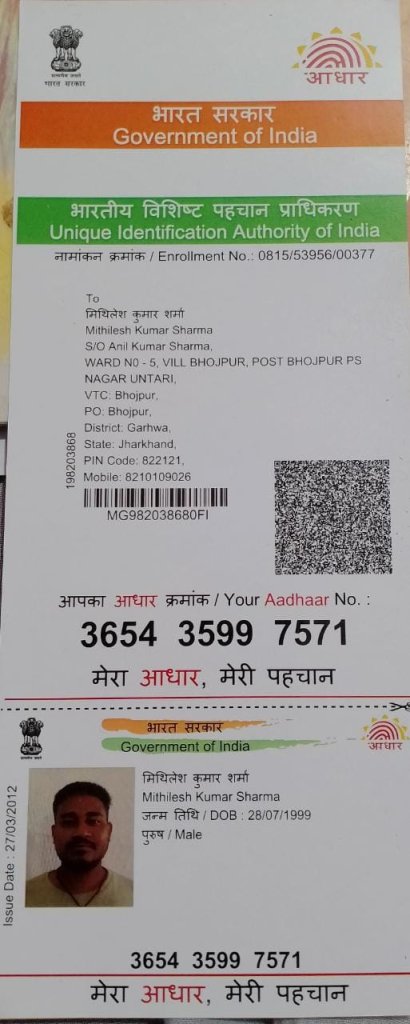 सत्यमेव जयते
भारत सरकार
आधार
भारत सरकार
Government of India
भारतीय विशिष्ट पहचान प्राधिकरण
Unique Identification Authority of India
नामांकन क्रमांक / Enrollment No.: 0815/53956/00377
To
मिथिलेश कुमार शर्मा
Mithilesh Kumar Sharma
S/O Anil Kumar Sharma,
WARD N0 - 5, VILL BHOJPUR, POST BHOJPUR PS
NAGAR UNTARI,
VTC: Bhojpur,
PO: Bhojpur,
District: Garhwa,
State: Jharkhand,
PIN Code: 822121,
Mobile: 8210109026
198203868
MG982038680FI
आपका आधार क्रमांक / Your Aadhaar No. :
3654 3599 7571
मेरा आधार, मेरी पहचान
भारत सरकार
Government of India
आधार
Issue Date : 27/03/2012
मिथिलेश कुमार शर्मा
Mithilesh Kumar Sharma
जन्म तिथि / DOB : 28/07/1999
पुरुष / Male
3654 3599 7571
मेरा आधार, मेरी पहचान